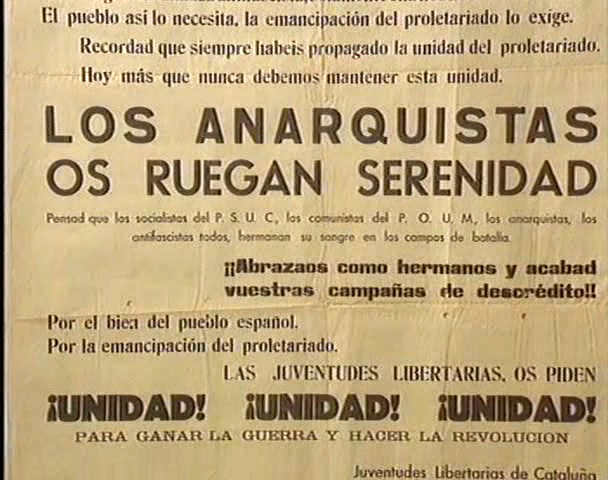 El pueblo así lo necesita, la emancipación del proletariado lo exige.
Recordad que siempre habeis propagado la unidad del proletariado.
Hoy más que nunca debemos mantener esta unidad.
LOS ANARQUISTAS
OS RUEGAN SERENIDAD
Pensad que los socialistas del P. S. U. C., los comunistas del P. O. U. M., los anarquistas, los
antifascistas todos, hermanan su sangre en los campos de batalla.
¡¡Abrazaos como hermanos y acabad
vuestras campañas de descrédito!!
Por el bien del pueblo español.
Por la emancipación del proletariado.
LAS JUVENTUDES LIBERTARIAS, OS PIDEN
¡UNIDAD! ¡UNIDAD! ¡UNIDAD!
PARA GANAR LA GUERRA Y HACER LA REVOLUCION
Juventudes Libertarias de Cataluña